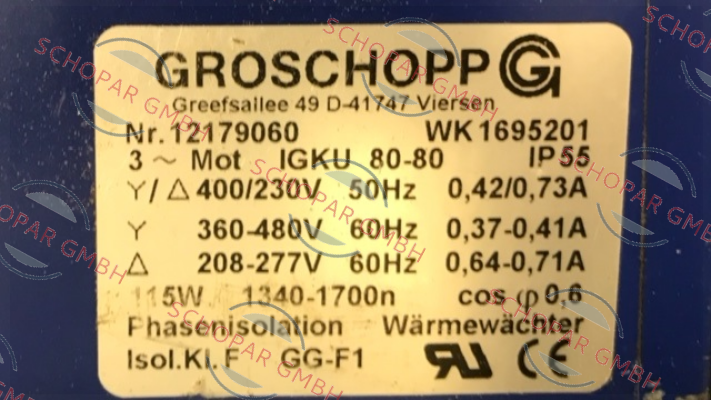 GROSCHOPP
Greefsallee 49 D-41747 Viersen
Nr. 12179060 WK 1695201
3 ~ Mot IGKU 80-80 IP 55
Y/Δ 400/230V 50Hz 0,42/0,73A
Y 360-480V 60Hz 0,37-0,41A
Δ 208-277V 60Hz 0,64-0,71A
115W 1340-1700n cos φ 0,6
Phasenisolation Wärmewächter
Isol.Kl. F GG-F1 CE
SCHOPAR GMBH
SCHOPAR GMBH
SCHOPAR GMBH
SCHOPAR GMBH
SCHOPAR GMBH